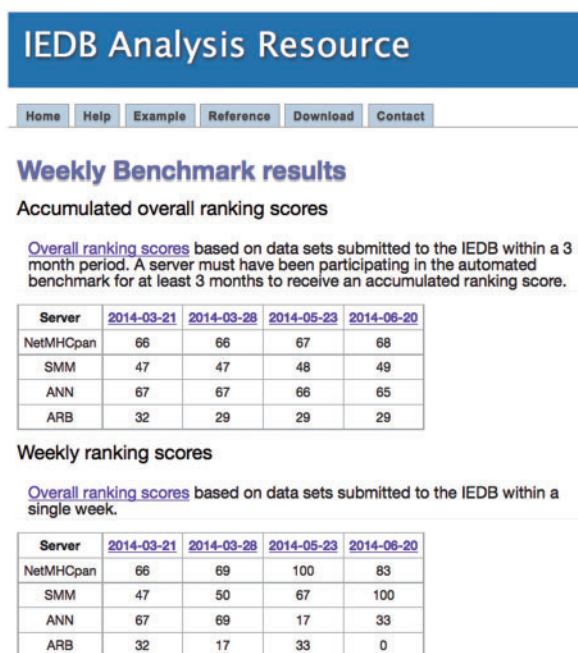 IEDB Analysis Resource
Home Help Example Reference Download Contact
Weekly Benchmark results
Accumulated overall ranking scores
Overall ranking scores based on data sets submitted to the IEDB within a 3
month period. A server must have been participating in the automated
benchmark for at least 3 months to receive an accumulated ranking score.
Server 2014-03-21 2014-03-28 2014-05-23 2014-06-20
NetMHCpan 66 66 67 68
SMM 47 47 48 49
ANN 67 67 66 65
ARB 32 29 29 29
Weekly ranking scores
Overall ranking scores based on data sets submitted to the IEDB within a
single week.
Server 2014-03-21 2014-03-28 2014-05-23 2014-06-20
NetMHCpan 66 69 100 83
SMM 47 50 67 100
ANN 67 69 17 33
ARB 32 17 33 0